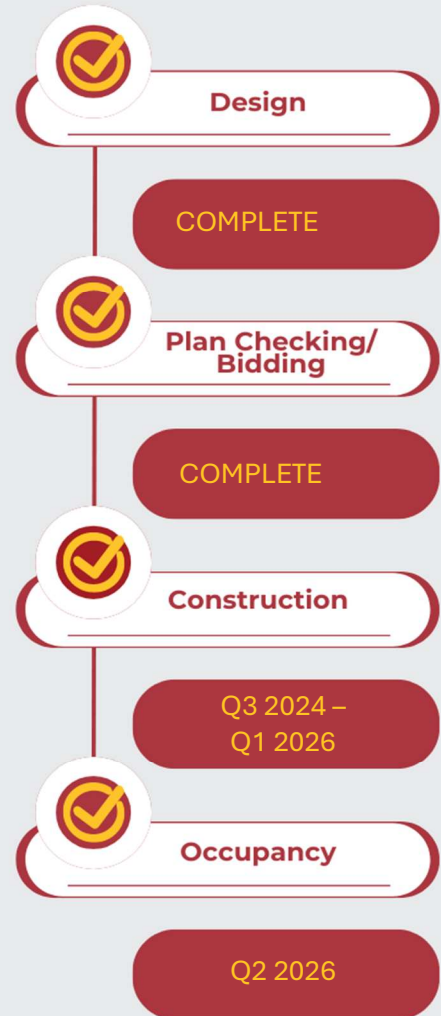 Design
COMPLETE
Plan Checking/
Bidding
COMPLETE
Construction
Q3 2024 –
Q1 2026
Occupancy
Q2 2026